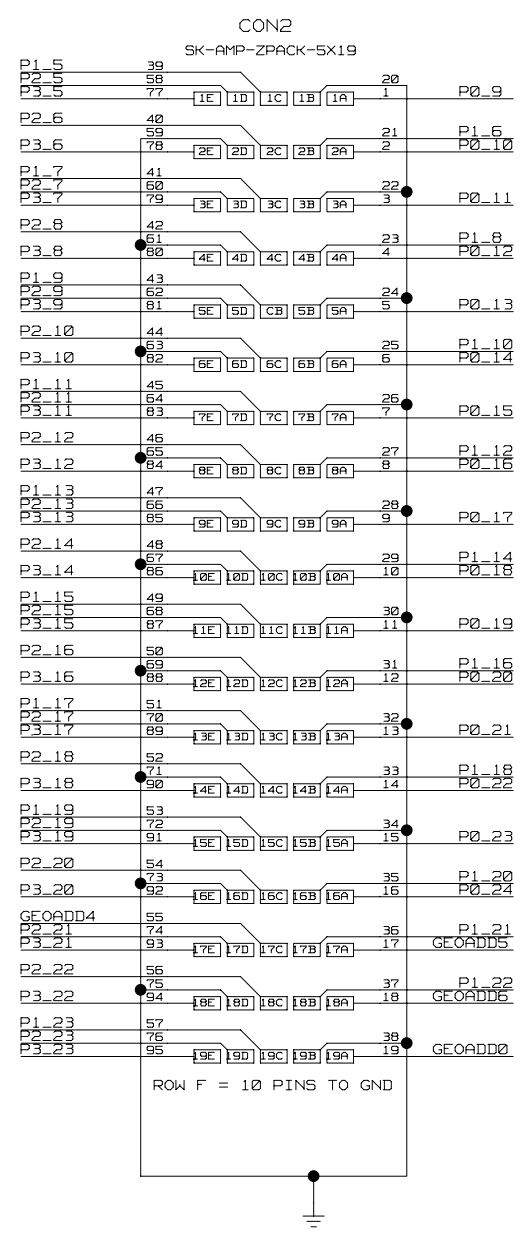 CON2
SK-AMP-ZPACK-5X19
P1_5 39
P2_5 58 20
P3_5 77 1E 1D 1C 1B 1A 1 P0_9
P2_6 40
59 21 P1_6
P3_6 78 2E 2D 2C 2B 2A 2 P0_10
P1_7 41
P2_7 60 22
P3_7 79 3E 3D 3C 3B 3A 3 P0_11
P2_8 42
61 23 P1_8
P3_8 80 4E 4D 4C 4B 4A 4 P0_12
P1_9 43
P2_9 62 24
P3_9 81 5E 5D CB 5B 5A 5 P0_13
P2_10 44
63 25 P1_10
P3_10 82 6E 6D 6C 6B 6A 6 P0_14
P1_11 45
P2_11 64 26
P3_11 83 7E 7D 7C 7B 7A 7 P0_15
P2_12 46
65 27 P1_12
P3_12 84 8E 8D 8C 8B 8A 8 P0_16
P1_13 47
P2_13 66 28
P3_13 85 9E 9D 9C 9B 9A 9 P0_17
P2_14 48
67 29 P1_14
P3_14 86 10E 10D 10C 10B 10A 10 P0_18
P1_15 49
P2_15 68 30
P3_15 87 11E 11D 11C 11B 11A 11 P0_19
P2_16 50
69 31 P1_16
P3_16 88 12E 12D 12C 12B 12A 12 P0_20
P1_17 51
P2_17 70 32
P3_17 89 13E 13D 13C 13B 13A 13 P0_21
P2_18 52
71 33 P1_18
P3_18 90 14E 14D 14C 14B 14A 14 P0_22
P1_19 53
P2_19 72 34
P3_19 91 15E 15D 15C 15B 15A 15 P0_23
P2_20 54
73 35 P1_20
P3_20 92 16E 16D 16C 16B 16A 16 P0_24
GEOADD4 55
P2_21 74 36 P1_21
P3_21 93 17E 17D 17C 17B 17A 17 GEOADD5
P2_22 56
75 37 P1_22
P3_22 94 18E 18D 18C 18B 18A 18 GEOADD6
P1_23 57
P2_23 76 38
P3_23 95 19E 19D 19C 19B 19A 19 GEOADD0
ROW F = 10 PINS TO GND